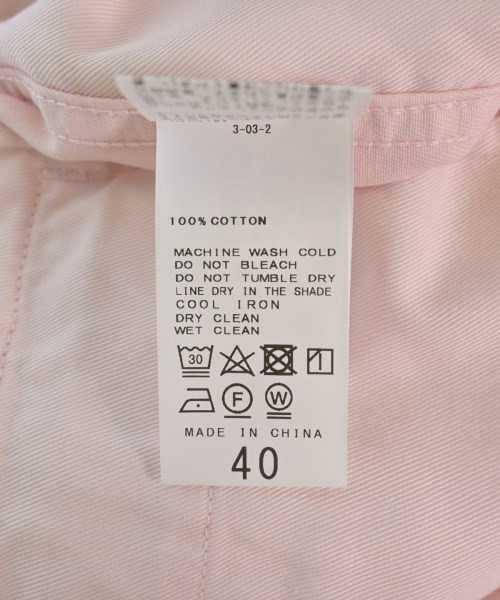 3-03-2
100% COTTON
MACHINE WASH COLD
DO NOT BLEACH
DO NOT TUMBLE DRY
LINE DRY IN THE SHADE
COOL IRON
DRY CLEAN
WET CLEAN
30
F W
MADE IN CHINA
40